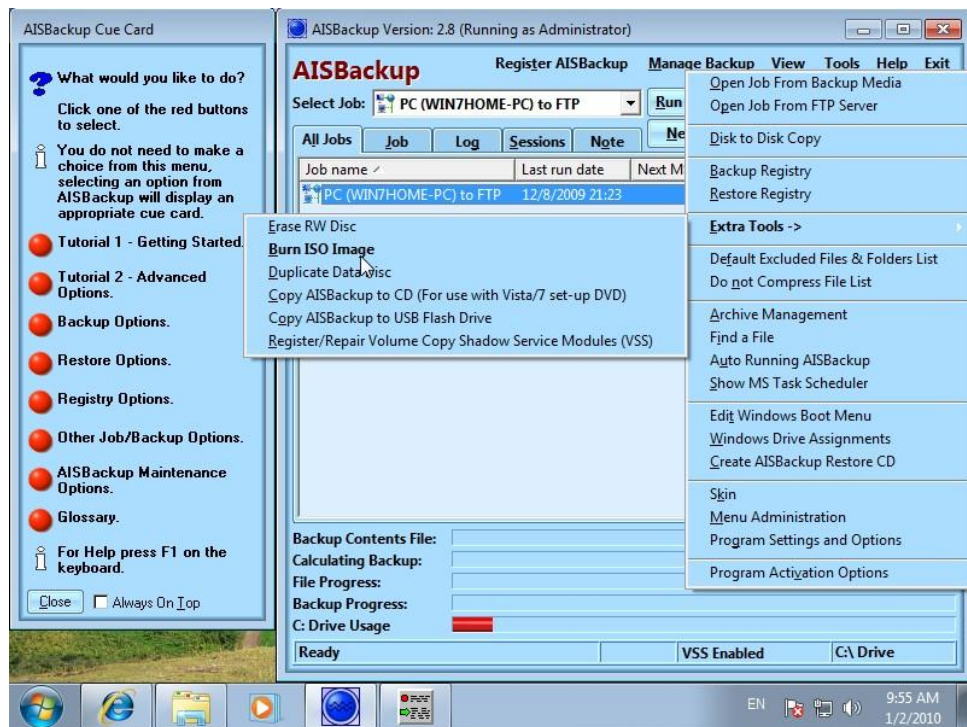 AISBackup Cue Card
What would you like to do?
Click one of the red buttons
to select.
You do not need to make a
choice from this menu,
selecting an option from
AISBackup will display an
appropriate cue card.
Tutorial 1 - Getting Started.
Tutorial 2 - Advanced
Options.
Backup Options.
Restore Options.
Registry Options.
Other Job/Backup Options.
AISBackup Maintenance
Options.
Glossary.
For Help press F1 on the
keyboard.
Close
Always On Top
AISBackup Version: 2.8 (Running as Administrator)
AISBackup
Register AISBackup Manage Backup View Tools Help Exit
Select Job: PC (WIN7HOME-PC) to FTP Run
All Jobs Job Log Sessions Note
Job name Last run date Next
PC (WIN7HOME-PC) to FTP 12/8/2009 21:23
Erase RW Disc
Burn ISO Image
Duplicate Data Disc
Copy AISBackup to CD (For use with Vista/7 set-up DVD)
Copy AISBackup to USB Flash Drive
Register/Repair Volume Copy Shadow Service Modules (VSS)
Open Job From Backup Media
Open Job From FTP Server
Disk to Disk Copy
Backup Registry
Restore Registry
Extra Tools ->
Default Excluded Files & Folders List
Do not Compress File List
Archive Management
Find a File
Auto Running AISBackup
Show MS Task Scheduler
Edit Windows Boot Menu
Windows Drive Assignments
Create AISBackup Restore CD
Skin
Menu Administration
Program Settings and Options
Program Activation Options
Backup Contents File:
Calculating Backup:
File Progress:
Backup Progress:
C: Drive Usage
Ready VSS Enabled C:\ Drive
EN
9:55 AM
1/2/2010